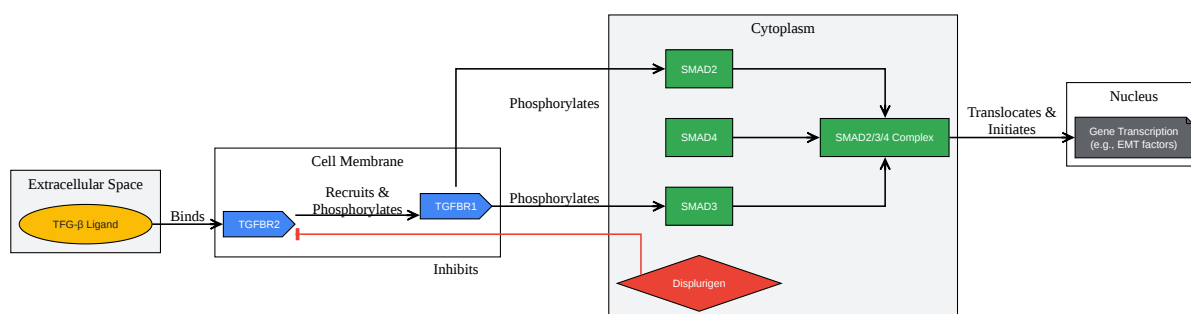 Extracellular Space
TFG-β Ligand
Binds
Cell Membrane
TGFBR2
Recruits &
Phosphorylates
TGFBR1
Inhibits
Phosphorylates
Phosphorylates
Cytoplasm
SMAD2
SMAD4
SMAD3
SMAD2/3/4 Complex
Displurigen
Translocates &
Initiates
Nucleus
Gene Transcription
(e.g., EMT factors)